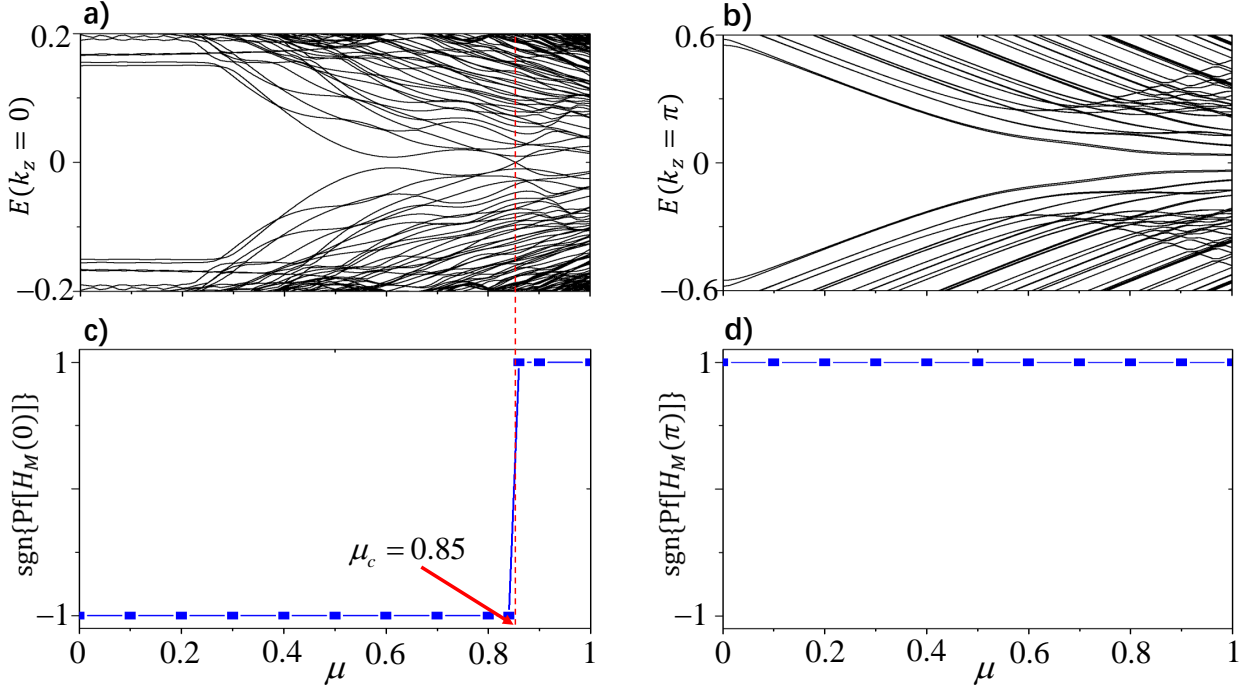 a)
0.2
0
−0.2
E(k_z = 0)
b)
0.6
0
−0.6
E(k_z = π)
c)
1
−1
sgn{Pf[H_M(0)]}
μ_c = 0.85
0 0.2 0.4 0.6 0.8 1
μ
d)
1
−1
sgn{Pf[H_M(π)]}
0 0.2 0.4 0.6 0.8 1
μ